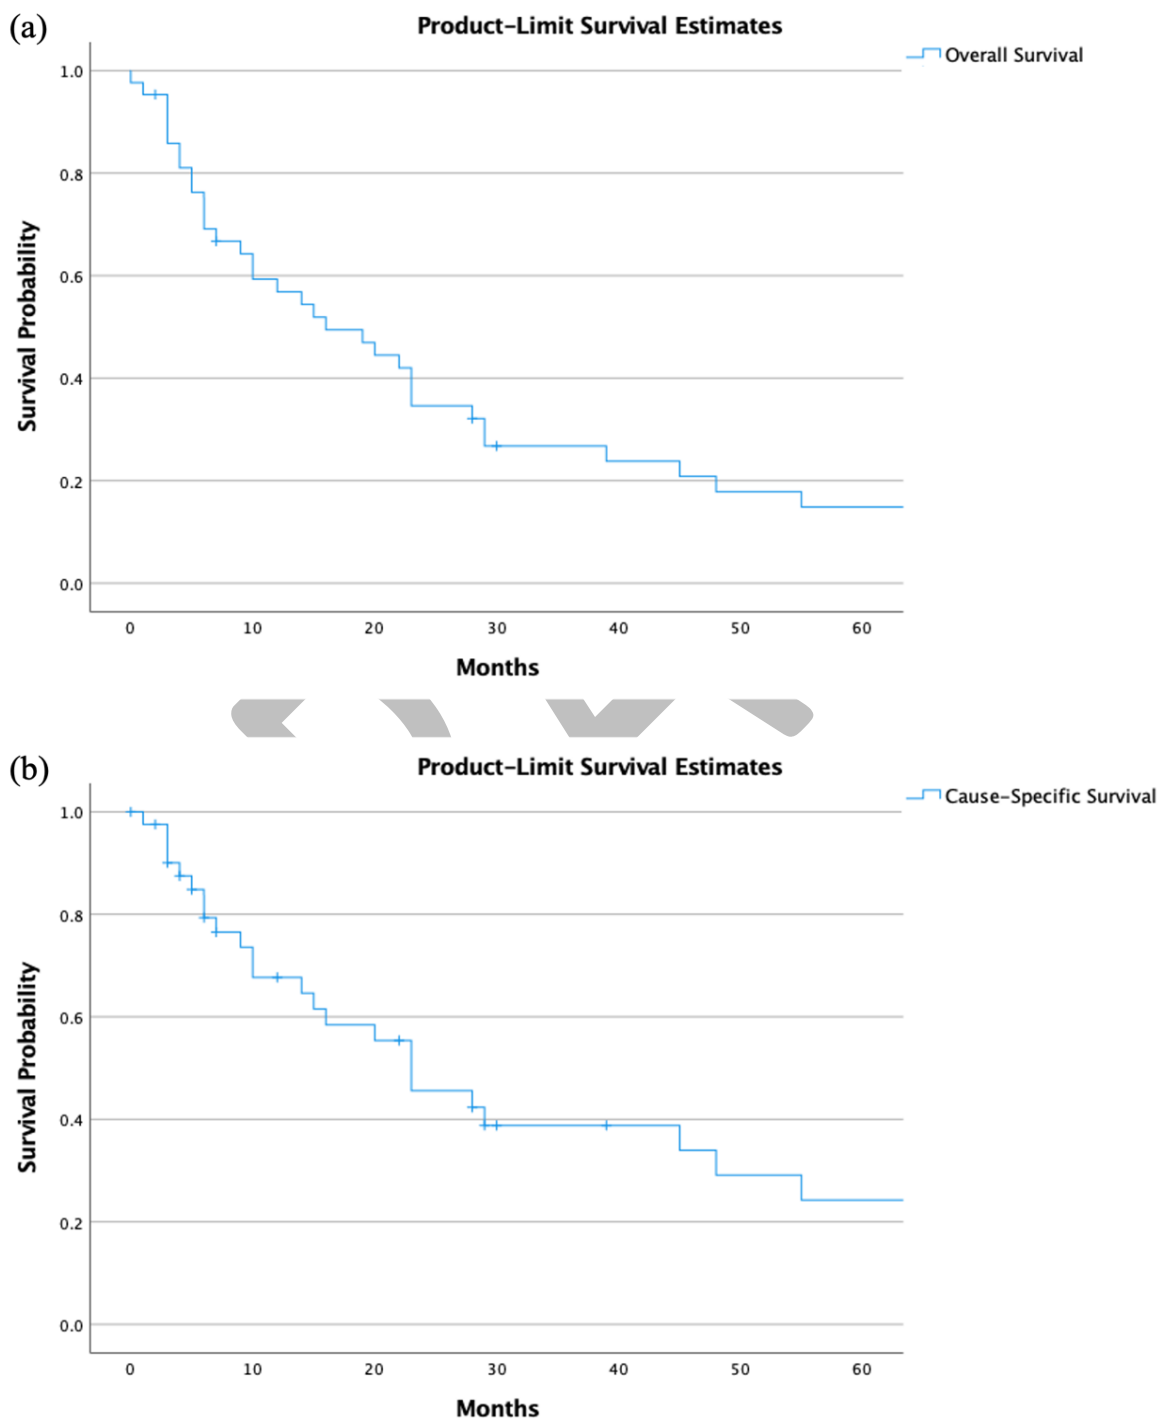 (a)
Product-Limit Survival Estimates
Overall Survival
Survival Probability
1.0
0.8
0.6
0.4
0.2
0.0
0 10 20 30 40 50 60
Months
(b)
Product-Limit Survival Estimates
Cause-Specific Survival
Survival Probability
1.0
0.8
0.6
0.4
0.2
0.0
0 10 20 30 40 50 60
Months